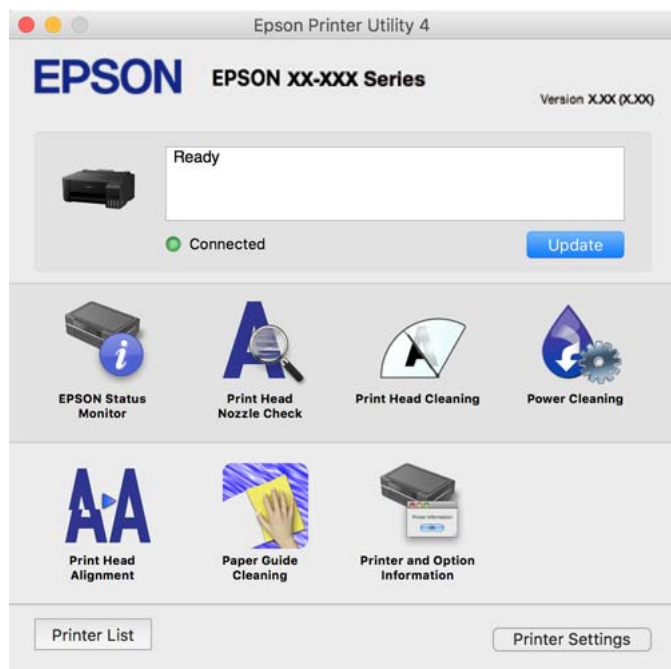 Epson Printer Utility 4
EPSON
EPSON XX-XXX Series
Version X.XX (X.XX)
Ready
Connected
Update
EPSON Status
Monitor
Print Head
Nozzle Check
Print Head Cleaning
Power Cleaning
Print Head
Alignment
Paper Guide
Cleaning
Printer and Option
Information
Printer List
Printer Settings